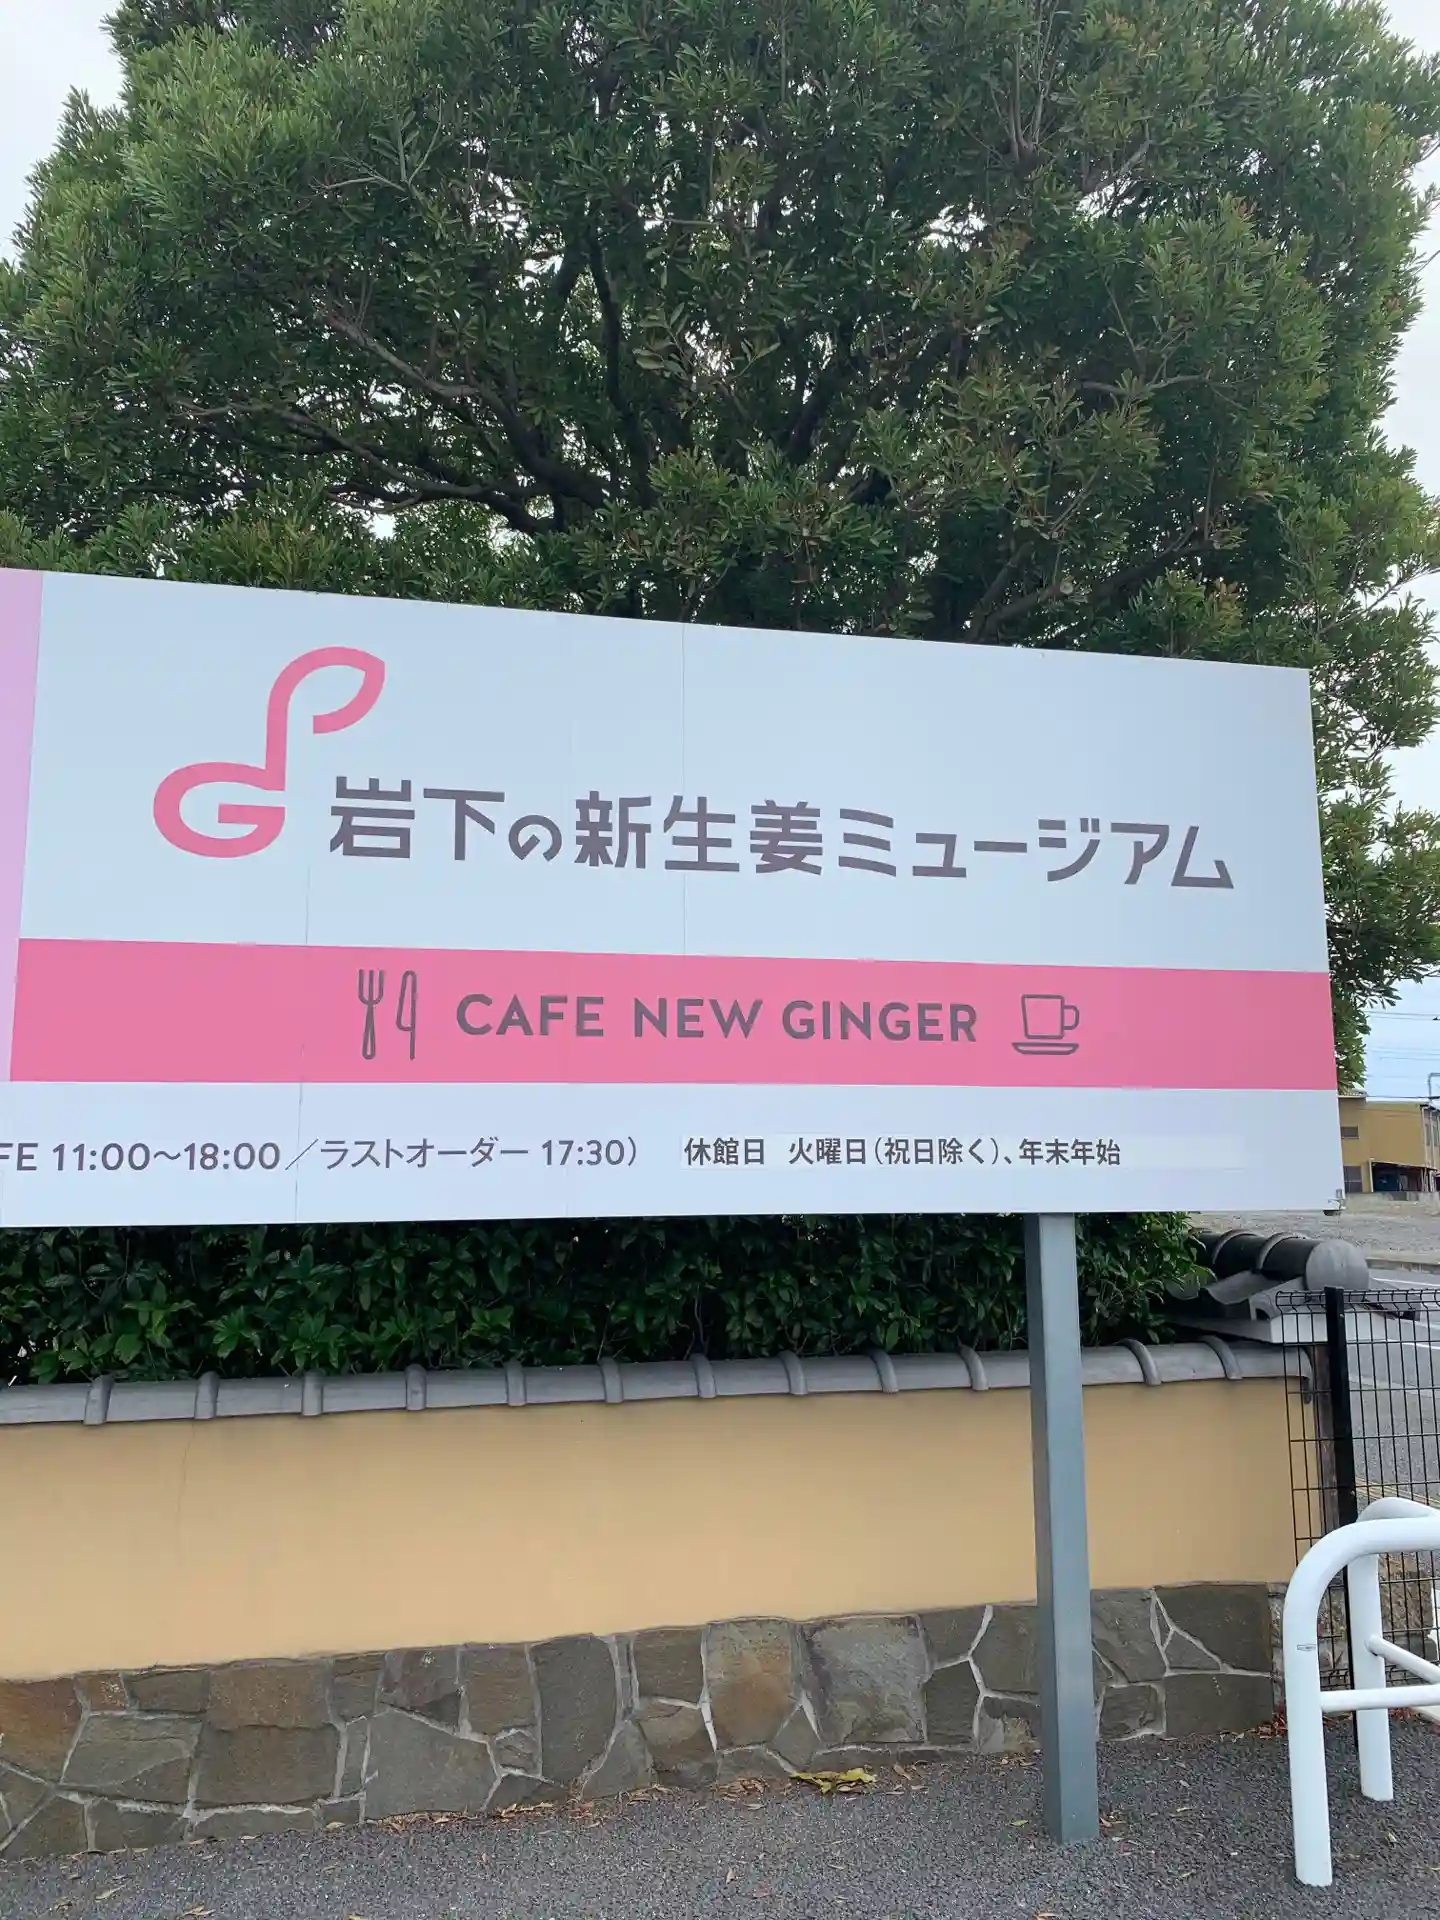 岩下の新生姜ミュージアム
CAFE NEW GINGER
FE 11:00～18:00／ラストオーダー 17:30） 休館日 火曜日（祝日除く）、年末年始